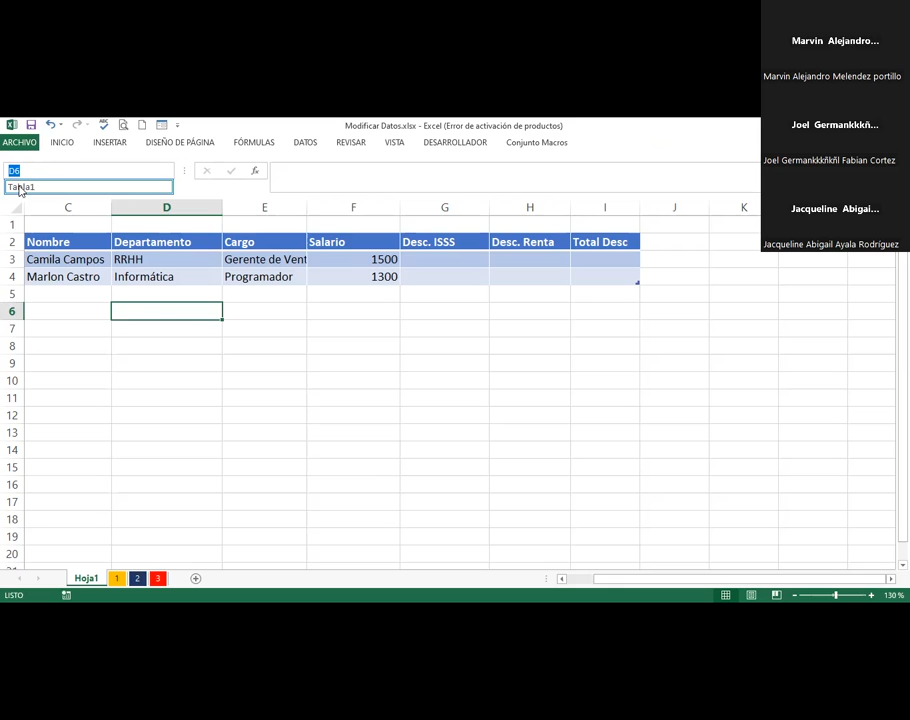 Marvin Alejandro...
Marvin Alejandro Melendez portillo
Joel Germankkkñ...
Joel Germankkkñkñl Fabian Cortez
Jacqueline Abigai...
Jacqueline Abigail Ayala Rodríguez
Modificar Datos.xlsx - Excel (Error de activación de productos)
ARCHIVO INICIO INSERTAR DISEÑO DE PÁGINA FÓRMULAS DATOS REVISAR VISTA DESARROLLADOR Conjunto Macros
D6
Tabla1
C D E F G H I J K
1
2 Nombre Departamento Cargo Salario Desc. ISSS Desc. Renta Total Desc
3 Camila Campos RRHH Gerente de Vent 1500
4 Marlon Castro Informática Programador 1300
5
6
7
8
9
10
11
12
13
14
15
16
17
18
19
20
Hoja1 1 2 3
LISTO 130 %